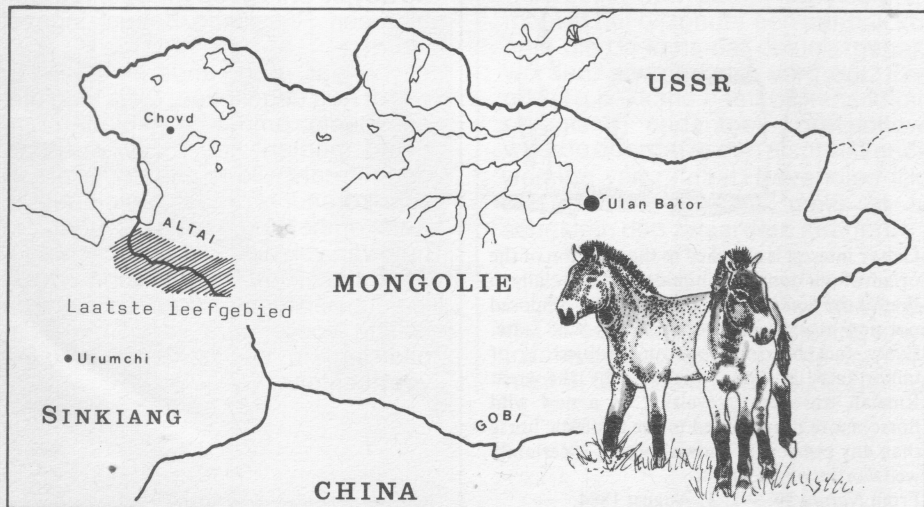 USSR
Chovd
Ulan Bator
ALTAI
MONGOLIE
Laatste leefgebied
Urumchi
SINKIANG
GOBI
CHINA